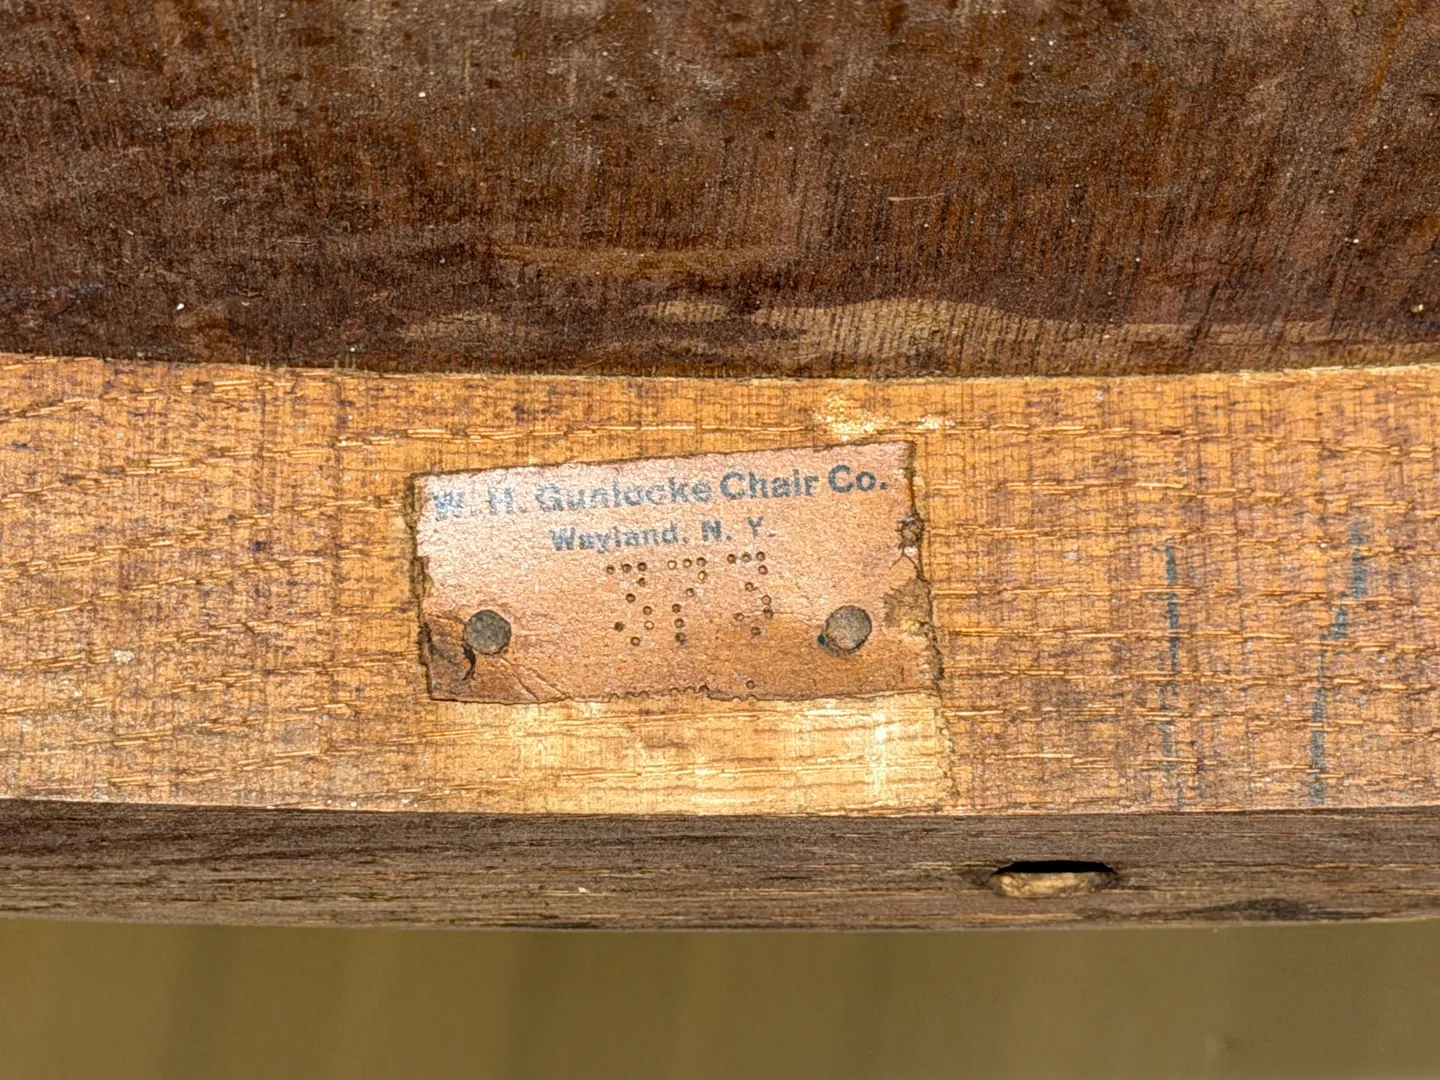 W. H. Gunlocke Chair Co.
Wayland, N. Y.